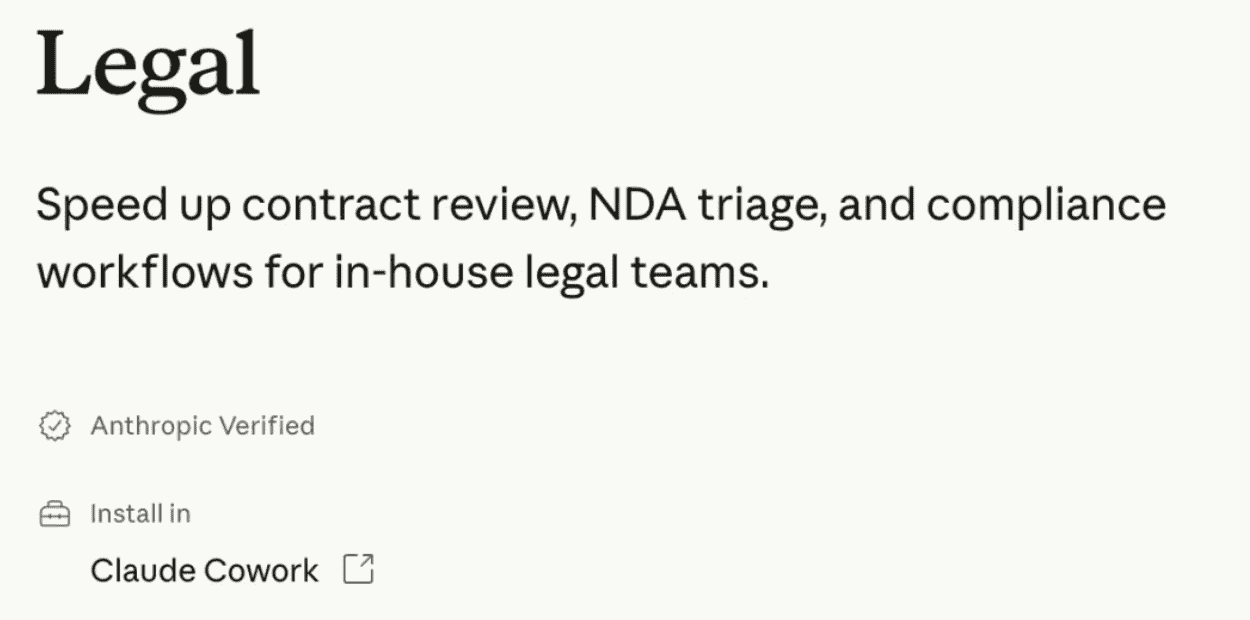 Legal
Speed up contract review, NDA triage, and compliance
workflows for in-house legal teams.
Anthropic Verified
Install in
Claude Cowork